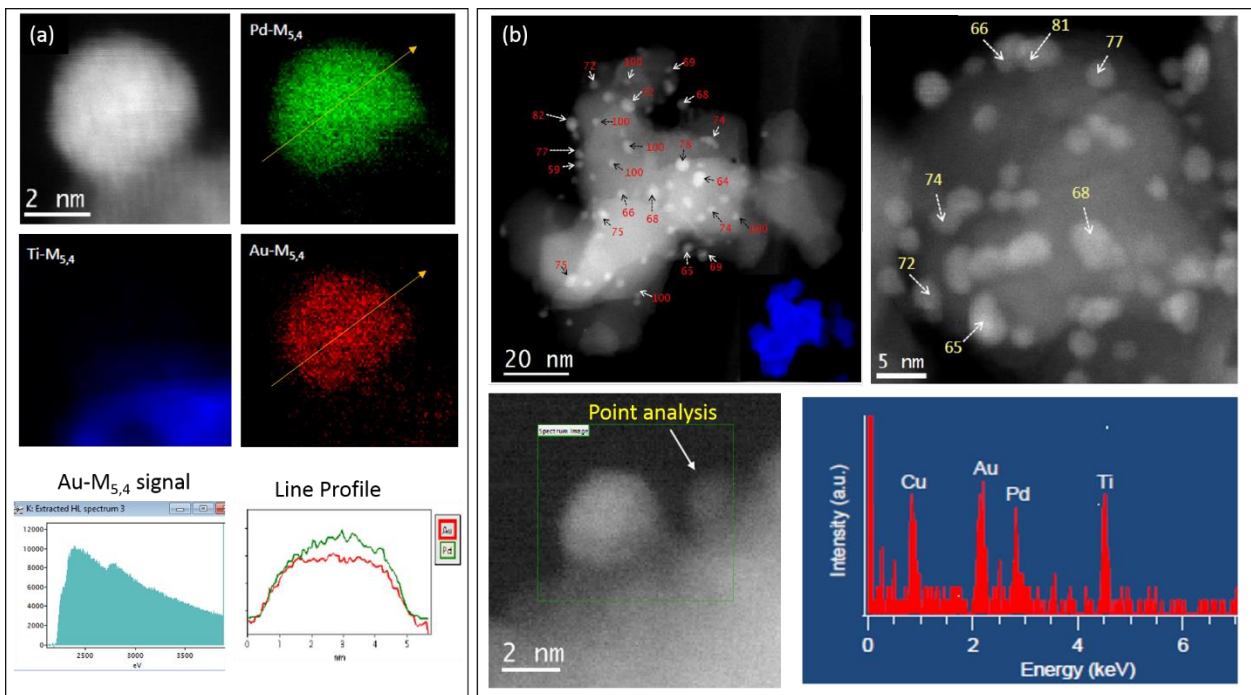 (a)
Pd-M5,4
2 nm
Ti-M5,4
Au-M5,4
Au-M5,4 signal
K: Extracted HL spectrum 3
12000
10000
8000
6000
4000
2000
0
2500
3500
eV
Line Profile
Au
Pd
0
1
2
3
4
5
nm
(b)
72
100
69
72
68
82
100
74
100
78
77
59
100
64
66
68
75
74
100
65
69
75
100
20 nm
66
81
77
74
68
72
65
5 nm
Point analysis
Spectrum Image
2 nm
Intensity (a.u.)
Cu
Au
Pd
Ti
0
2
4
6
Energy (keV)